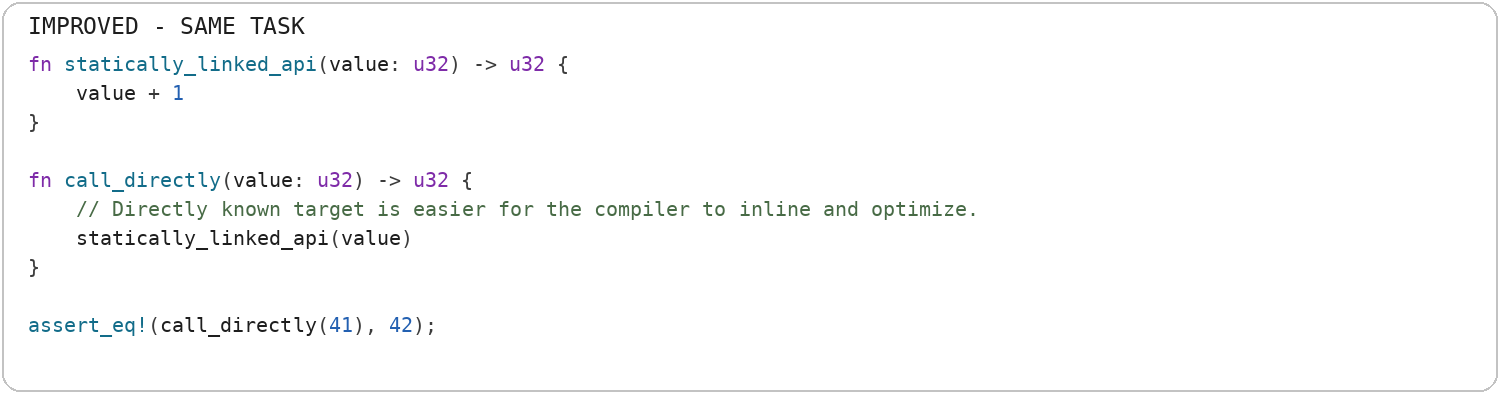 IMPROVED - SAME TASK
fn statically_linked_api(value: u32) -> u32 {
    value + 1
}
fn call_directly(value: u32) -> u32 {
    // Directly known target is easier for the compiler to inline and optimize.
    statically_linked_api(value)
}
assert_eq!(call_directly(41), 42);